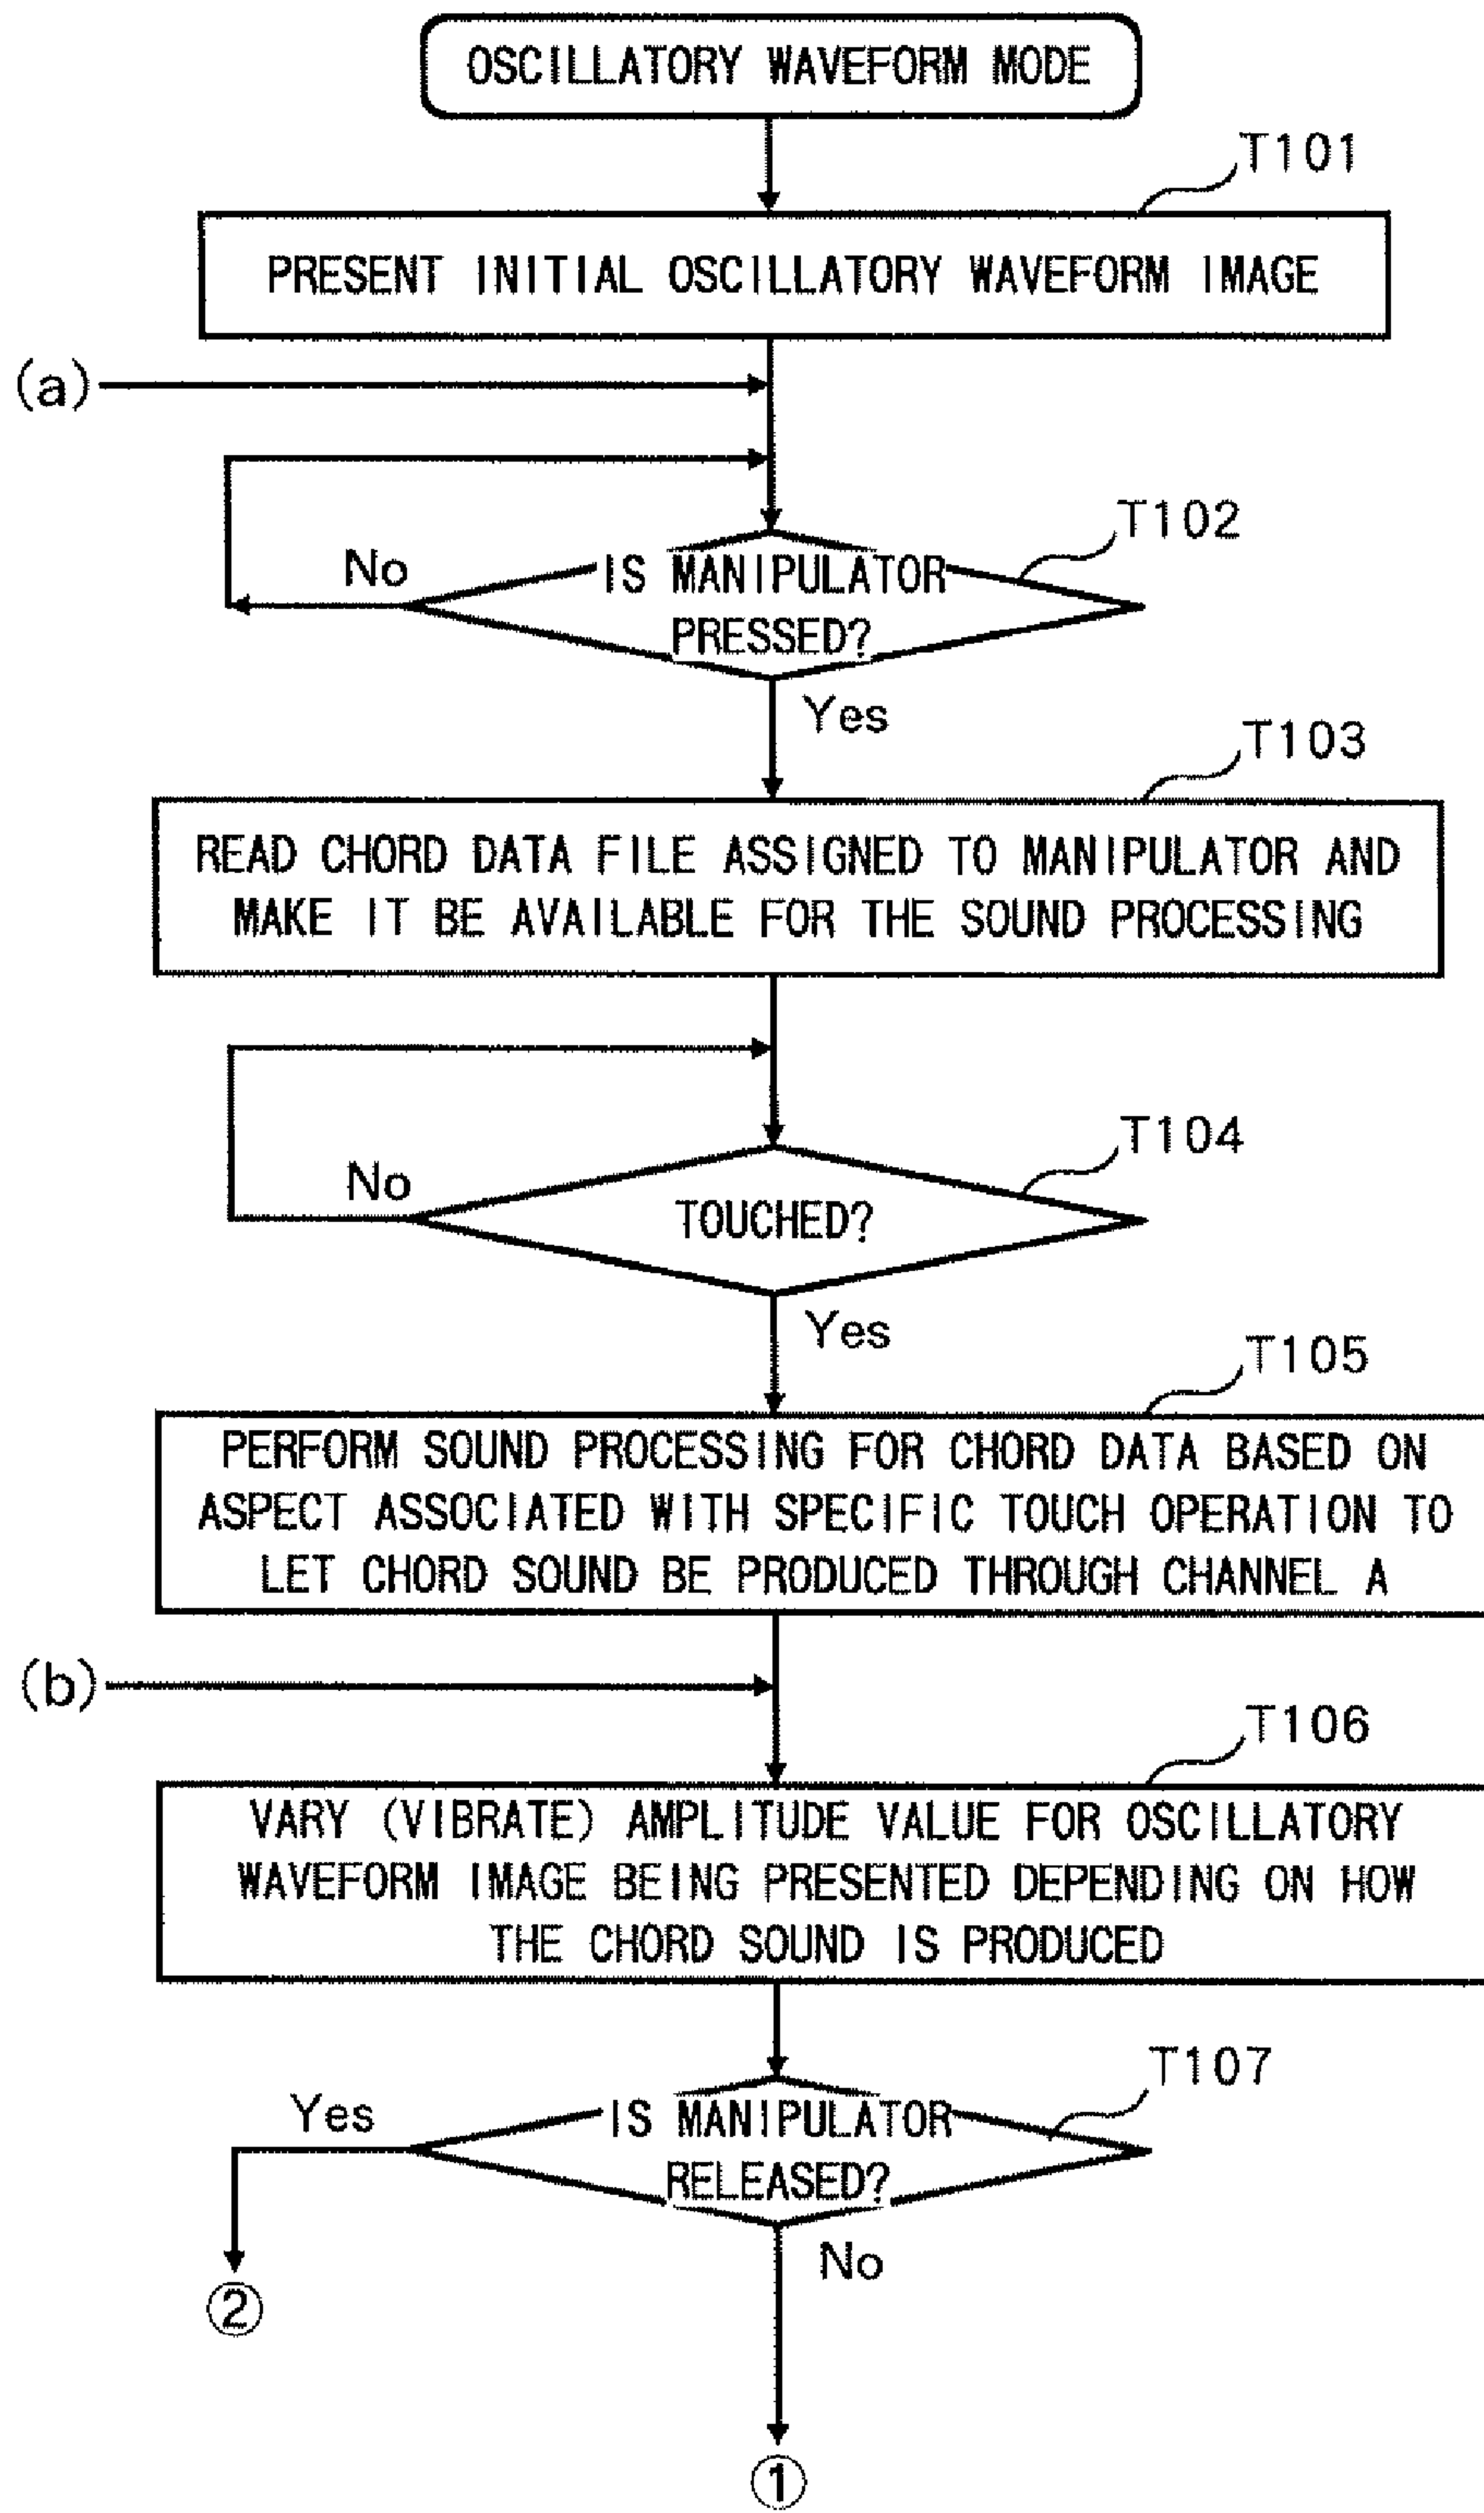 OSCILLATORY WAVEFORM MODE
T101
PRESENT INITIAL OSCILLATORY WAVEFORM IMAGE
(a)
T102
No
IS MANIPULATOR
PRESSED?
Yes
T103
READ CHORD DATA FILE ASSIGNED TO MANIPULATOR AND
MAKE IT BE AVAILABLE FOR THE SOUND PROCESSING
T104
No
TOUCHED?
Yes
T105
PERFORM SOUND PROCESSING FOR CHORD DATA BASED ON
ASPECT ASSOCIATED WITH SPECIFIC TOUCH OPERATION TO
LET CHORD SOUND BE PRODUCED THROUGH CHANNEL A
(b)
T106
VARY (VIBRATE) AMPLITUDE VALUE FOR OSCILLATORY
WAVEFORM IMAGE BEING PRESENTED DEPENDING ON HOW
THE CHORD SOUND IS PRODUCED
T107
Yes
IS MANIPULATOR
RELEASED?
No
②
①